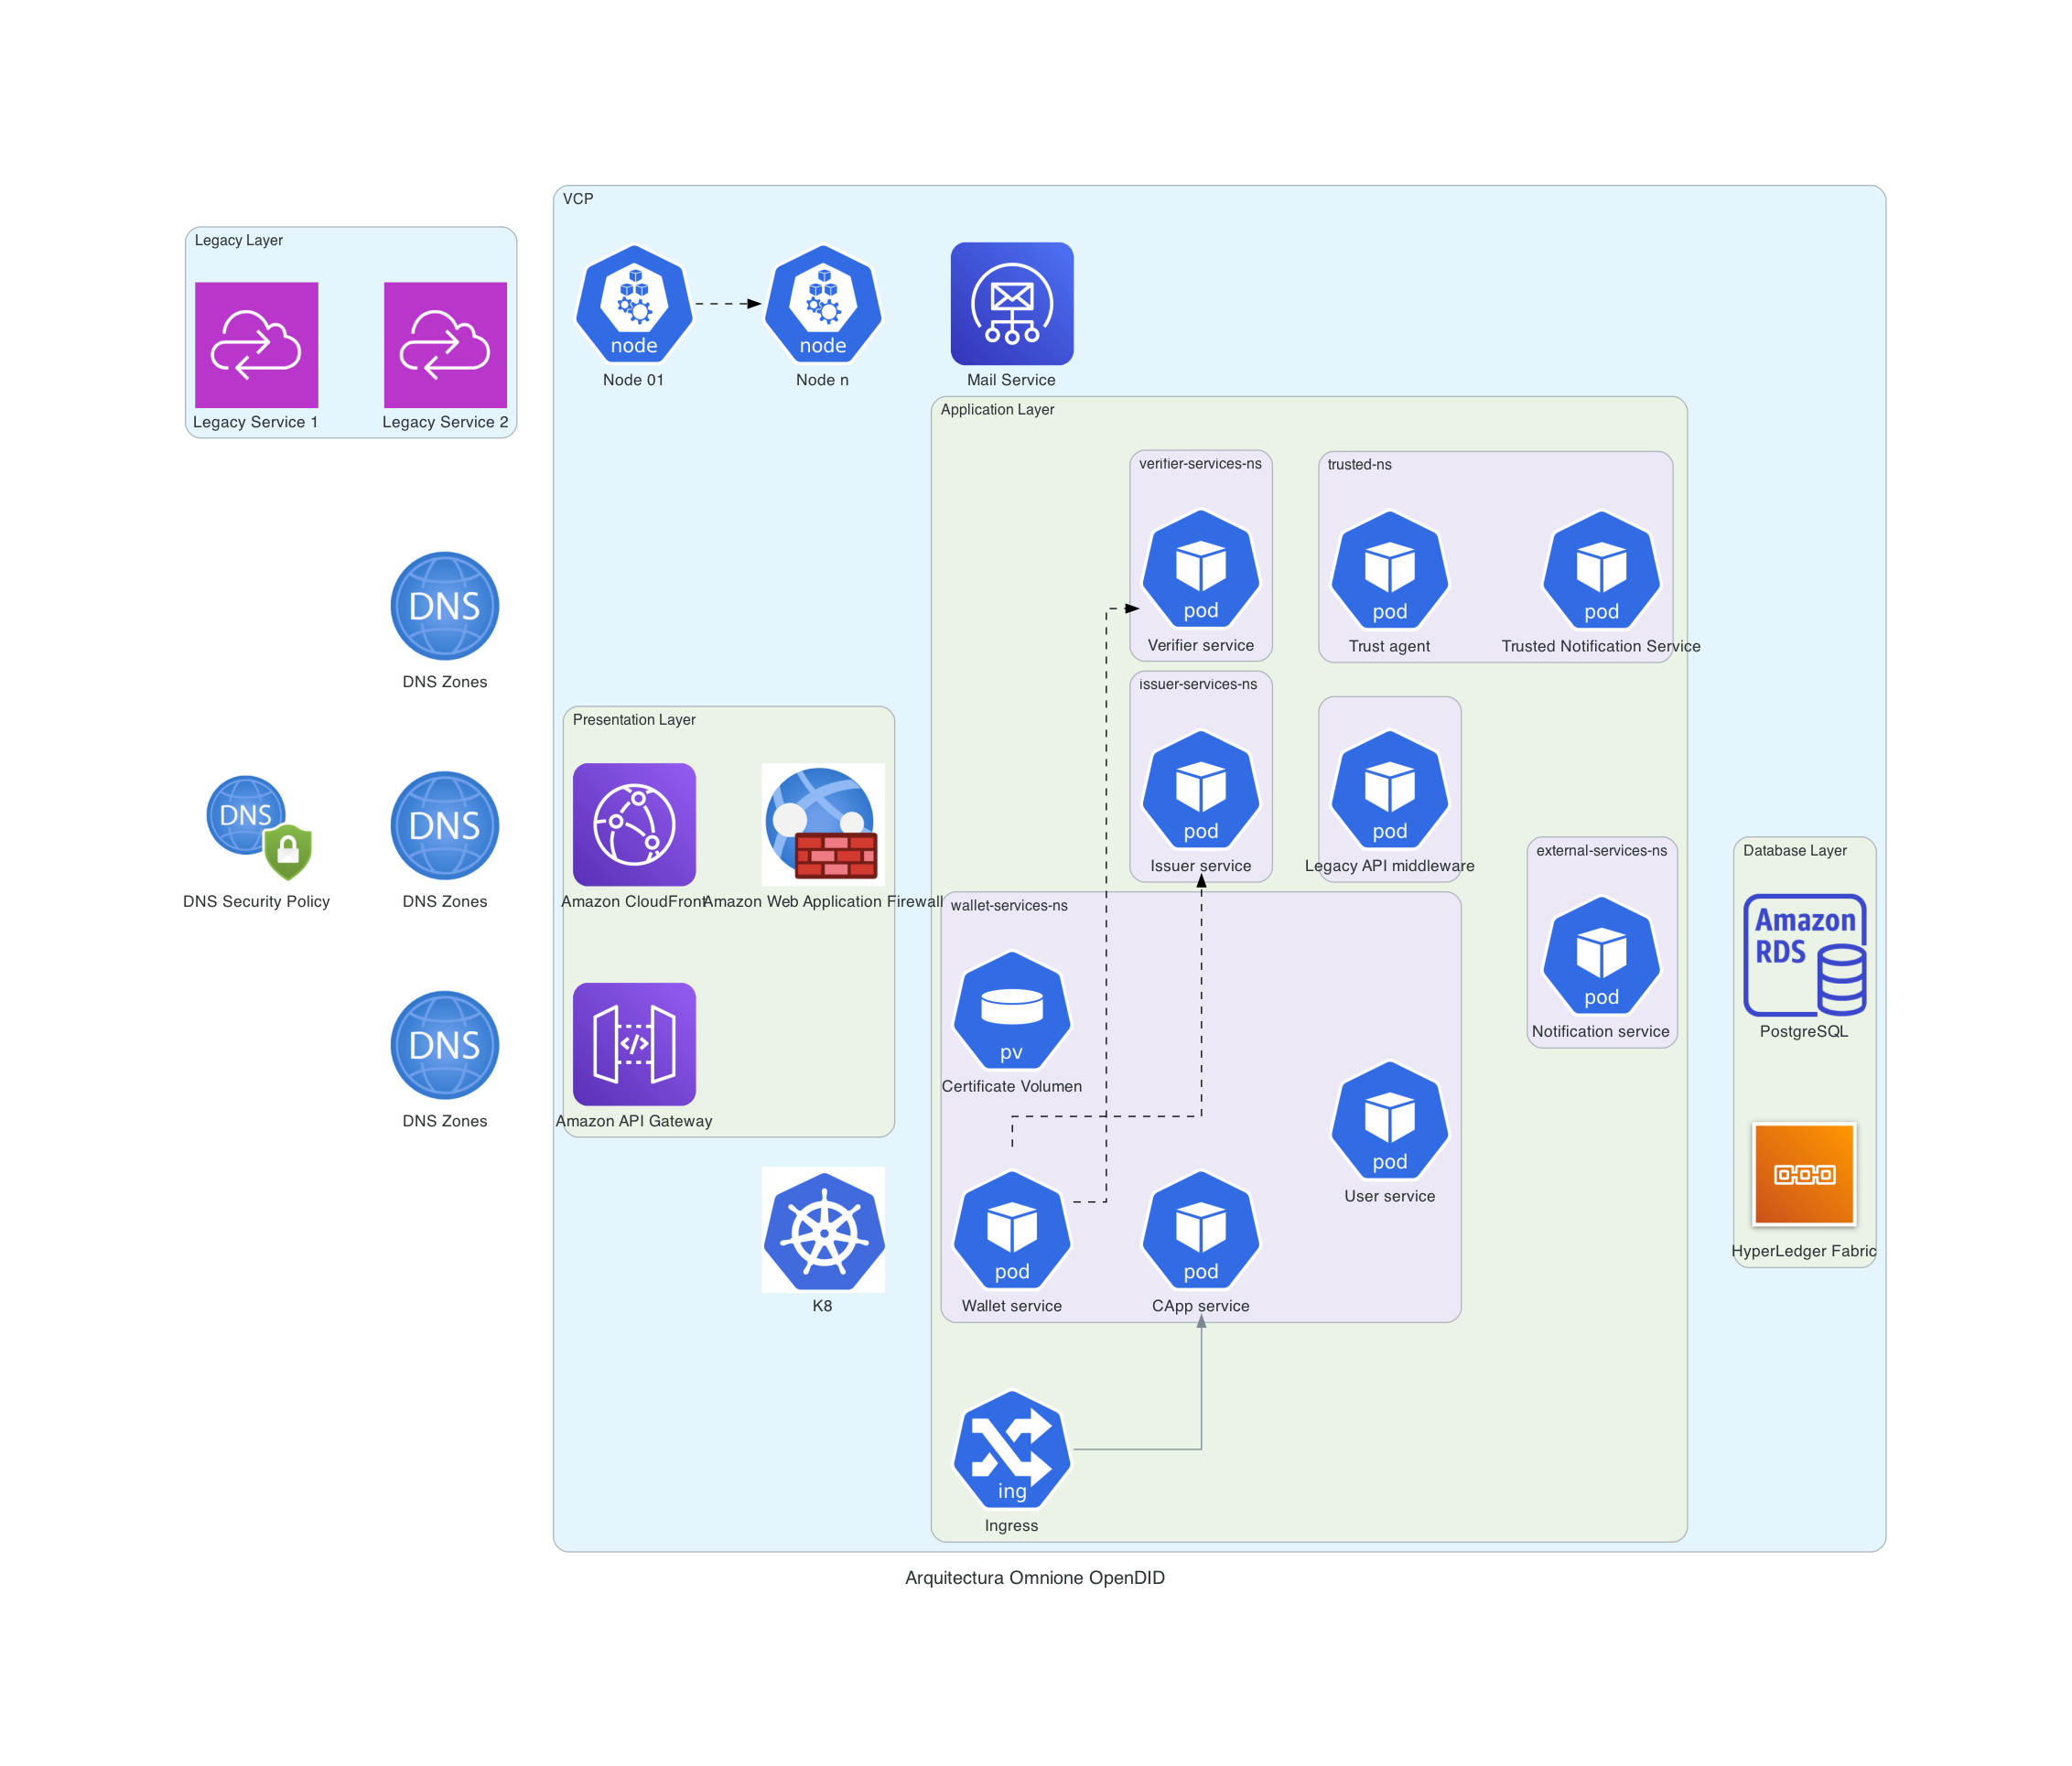 VCP
Legacy Layer
Legacy Service 1
Legacy Service 2
node
Node 01
node
Node n
Mail Service
Application Layer
verifier-services-ns
pod
Verifier service
trusted-ns
pod
Trust agent
pod
Trusted Notification Service
DNS
DNS Zones
issuer-services-ns
pod
Issuer service
pod
Legacy API middleware
Presentation Layer
DNS
DNS Security Policy
DNS
DNS Zones
Amazon CloudFront
Amazon Web Application Firewall
external-services-ns
pod
Notification service
Database Layer
Amazon
RDS
PostgreSQL
wallet-services-ns
pv
Certificate Volumen
DNS
DNS Zones
Amazon API Gateway
pod
User service
K8
pod
Wallet service
pod
CApp service
HyperLedger Fabric
ing
Ingress
Arquitectura Omnione OpenDID